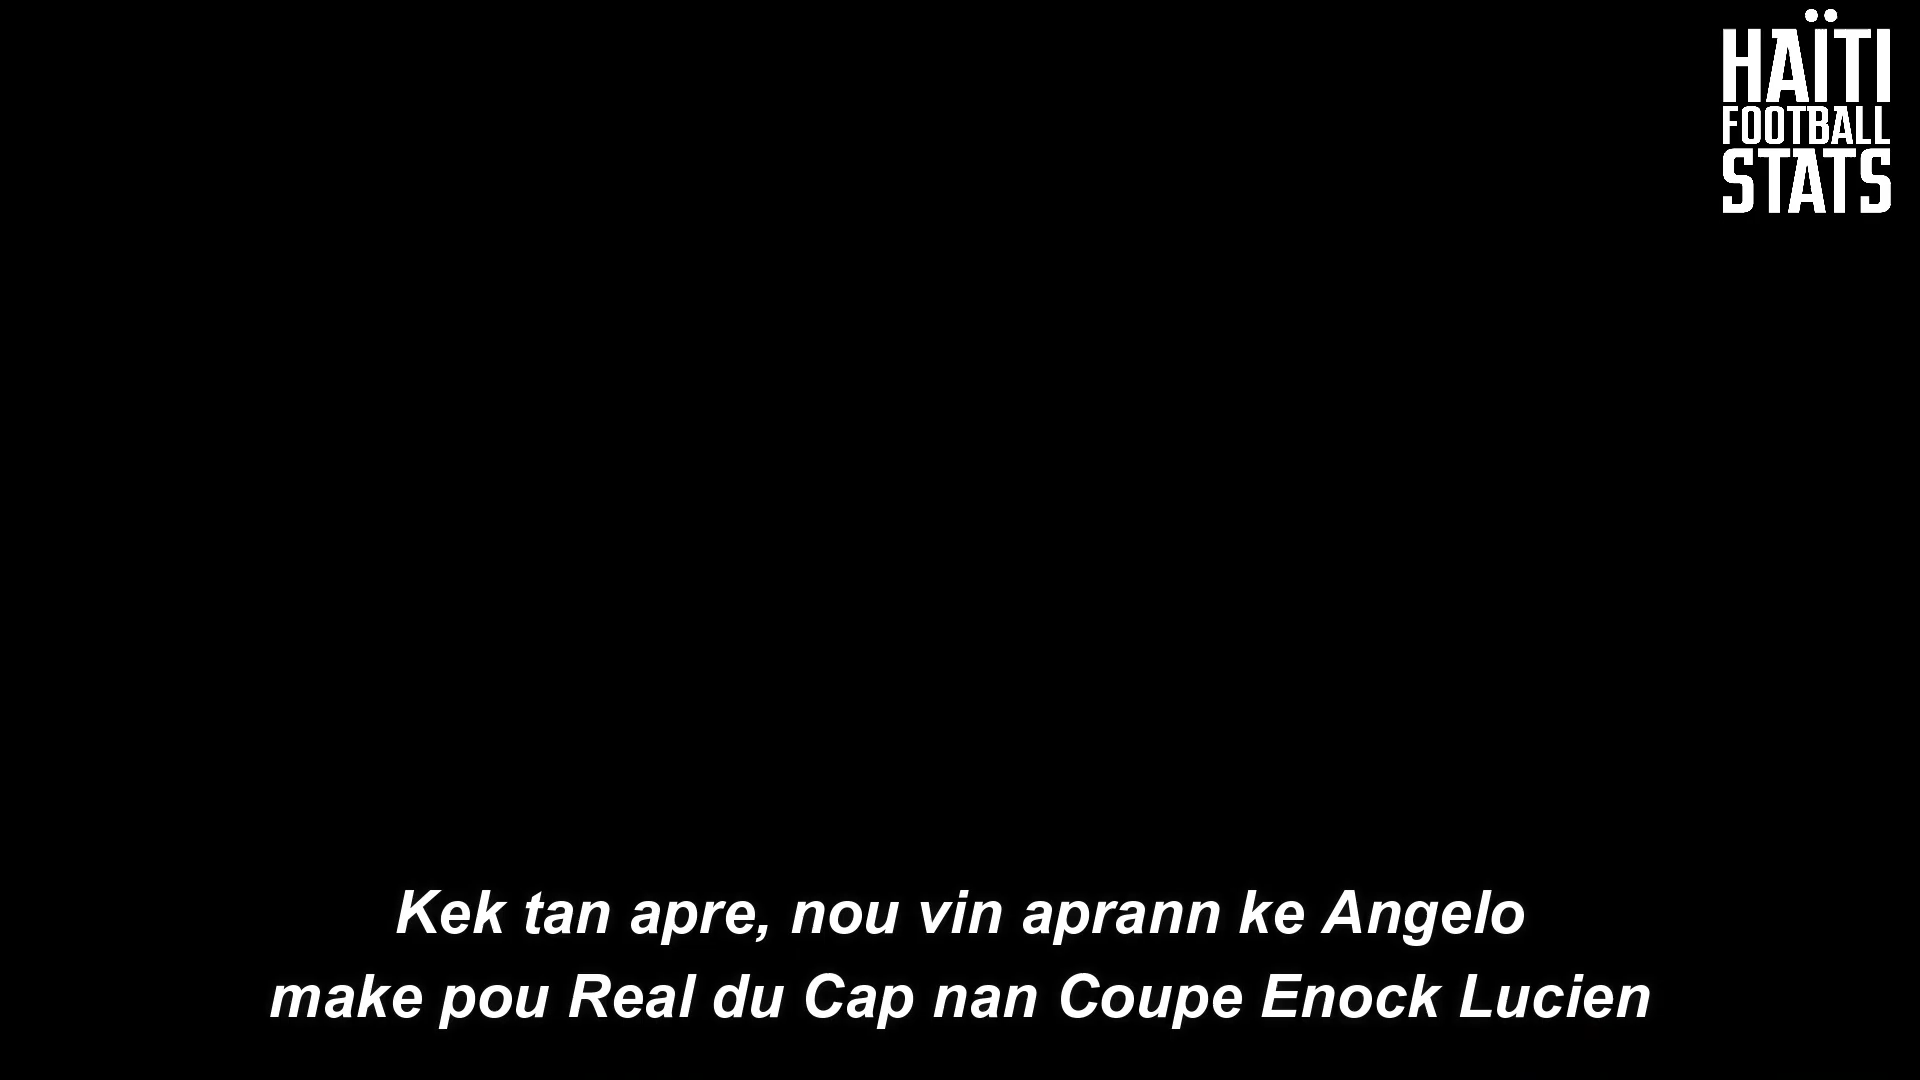 HAÏTI
FOOTBALL
STATS
Kek tan apre, nou vin aprann ke Angelo
make pou Real du Cap nan Coupe Enock Lucien